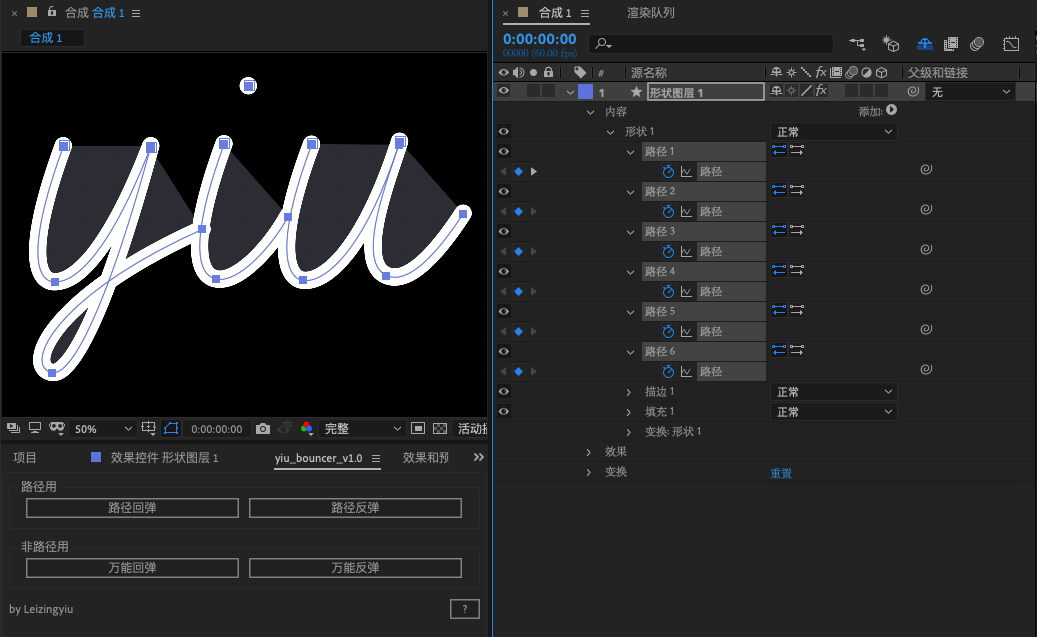 合成 合成 1
合成 1
yiu
50%
0:00:00:00
完整
项目
效果控件 形状图层 1
yiu_bouncer_v1.0
效果和预
路径用
路径回弹
路径反弹
非路径用
万能回弹
万能反弹
by Leizingyiu
?
合成 1
渲染队列
0:00:00:00
00000 (60.00 fps)
#
源名称
fx
父级和链接
1
形状图层 1
fx
无
内容
添加:
形状 1
正常
路径 1
路径
路径 2
路径
路径 3
路径
路径 4
路径
路径 5
路径
路径 6
路径
描边 1
正常
填充 1
正常
变换: 形状 1
效果
变换
重置